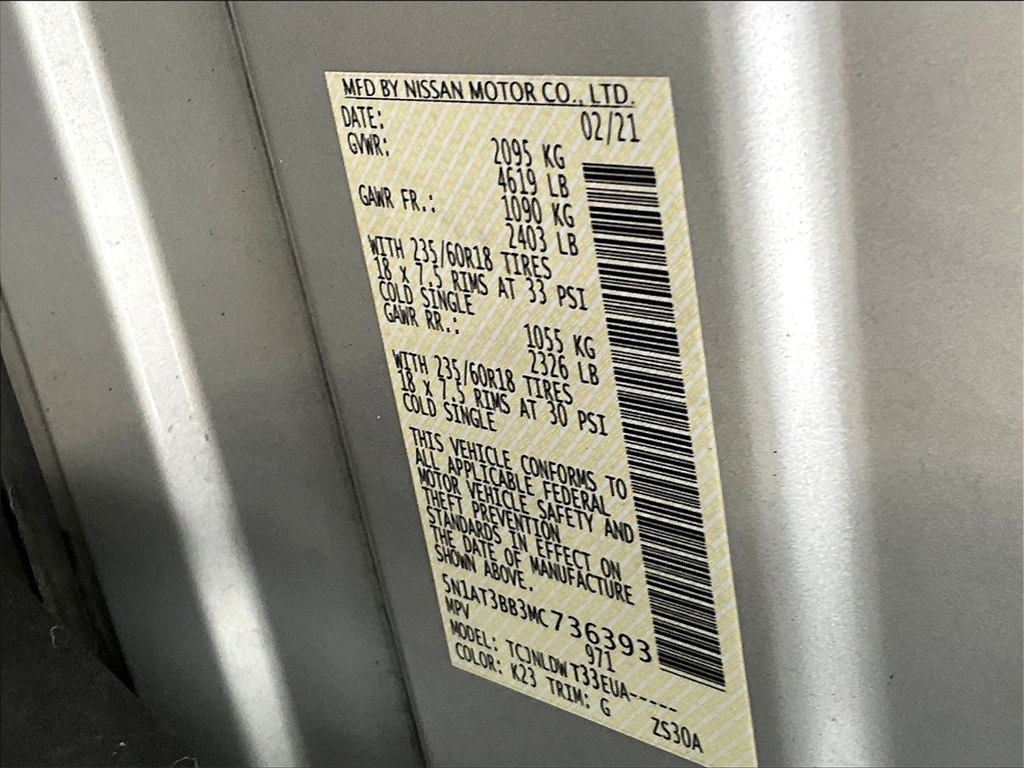 MFD BY NISSAN MOTOR CO., LTD.
DATE: 02/21
GVWR: 2095 KG
4619 LB
GAWR FR.: 1090 KG
2403 LB
WITH 235/60R18 TIRES
18 X 7.5 RIMS AT 33 PSI
COLD SINGLE
GAWR RR.: 1055 KG
2326 LB
WITH 235/60R18 TIRES
18 X 7.5 RIMS AT 30 PSI
COLD SINGLE
THIS VEHICLE CONFORMS TO
ALL APPLICABLE FEDERAL
MOTOR VEHICLE SAFETY AND
THEFT PREVENTION
STANDARDS IN EFFECT ON
THE DATE OF MANUFACTURE
SHOWN ABOVE.
5N1AT3BB3MC736393
MPV 971
MODEL: TCJNLDWT33EUA-----
COLOR: K23 TRIM: G ZS30A